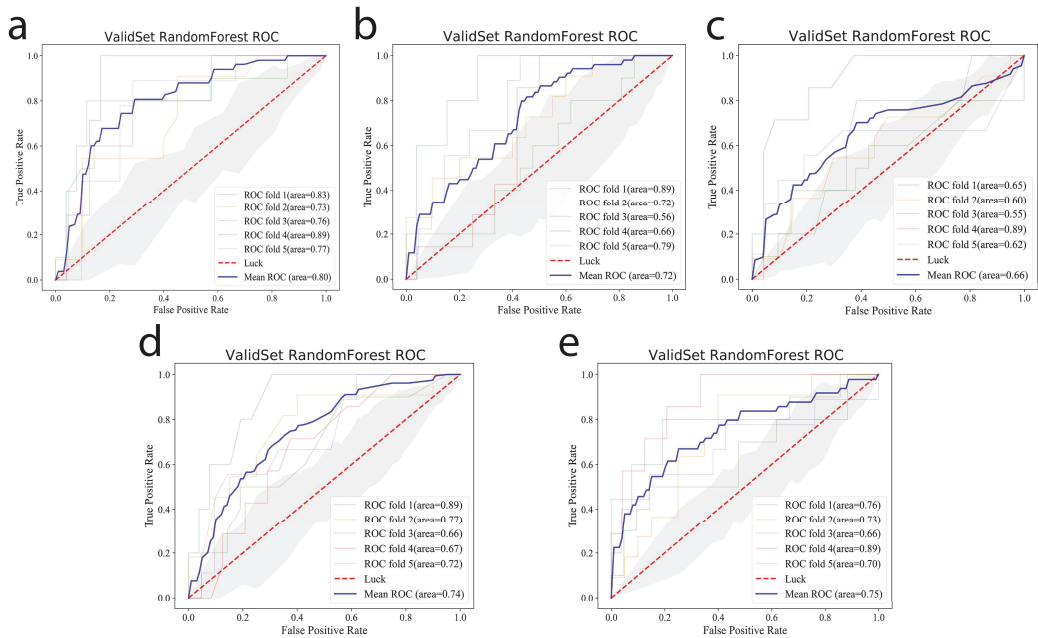 a
ValidSet RandomForest ROC
True Positive Rate
1.0
0.8
0.6
0.4
0.2
0.0
ROC fold 1(area=0.83)
ROC fold 2(area=0.73)
ROC fold 3(area=0.76)
ROC fold 4(area=0.89)
ROC fold 5(area=0.77)
Luck
Mean ROC (area=0.80)
0.0 0.2 0.4 0.6 0.8 1.0
False Positive Rate
b
ValidSet RandomForest ROC
True Positive Rate
1.0
0.8
0.6
0.4
0.2
0.0
ROC fold 1(area=0.89)
ROC fold 2(area=0.72)
ROC fold 3(area=0.56)
ROC fold 4(area=0.66)
ROC fold 5(area=0.79)
Luck
Mean ROC (area=0.72)
0.0 0.2 0.4 0.6 0.8 1.0
False Positive Rate
c
ValidSet RandomForest ROC
True Positive Rate
1.0
0.8
0.6
0.4
0.2
0.0
ROC fold 1(area=0.65)
ROC fold 2(area=0.60)
ROC fold 3(area=0.55)
ROC fold 4(area=0.89)
ROC fold 5(area=0.62)
Luck
Mean ROC (area=0.66)
0.0 0.2 0.4 0.6 0.8 1.0
False Positive Rate
d
ValidSet RandomForest ROC
True Positive Rate
1.0
0.8
0.6
0.4
0.2
0.0
ROC fold 1(area=0.89)
ROC fold 2(area=0.77)
ROC fold 3(area=0.66)
ROC fold 4(area=0.67)
ROC fold 5(area=0.72)
Luck
Mean ROC (area=0.74)
0.0 0.2 0.4 0.6 0.8 1.0
False Positive Rate
e
ValidSet RandomForest ROC
True Positive Rate
1.0
0.8
0.6
0.4
0.2
0.0
ROC fold 1(area=0.76)
ROC fold 2(area=0.73)
ROC fold 3(area=0.66)
ROC fold 4(area=0.89)
ROC fold 5(area=0.70)
Luck
Mean ROC (area=0.75)
0.0 0.2 0.4 0.6 0.8 1.0
False Positive Rate